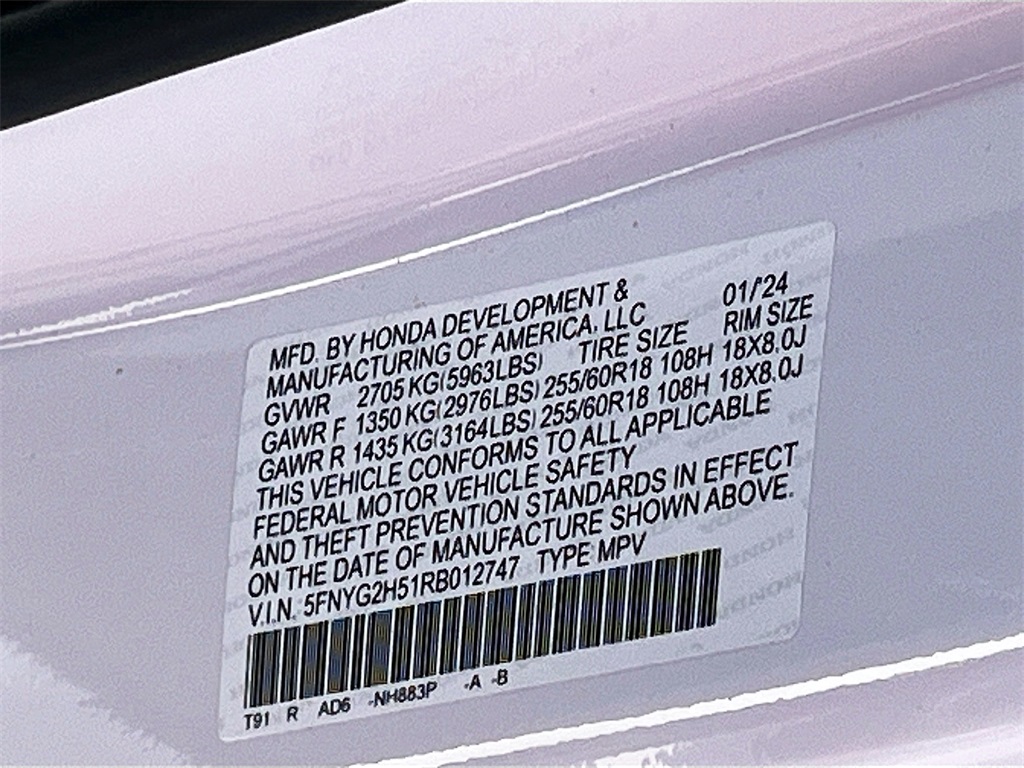 MFD. BY HONDA DEVELOPMENT & 01/'24
MANUFACTURING OF AMERICA, LLC
GVWR 2705 KG(5963LBS) TIRE SIZE RIM SIZE
GAWR F 1350 KG(2976LBS) 255/60R18 108H 18X8.0J
GAWR R 1435 KG(3164LBS) 255/60R18 108H 18X8.0J
THIS VEHICLE CONFORMS TO ALL APPLICABLE
FEDERAL MOTOR VEHICLE SAFETY
AND THEFT PREVENTION STANDARDS IN EFFECT
ON THE DATE OF MANUFACTURE SHOWN ABOVE.
V.I.N. 5FNYG2H51RB012747 TYPE MPV
T91 R AD6 -NH883P -A -B